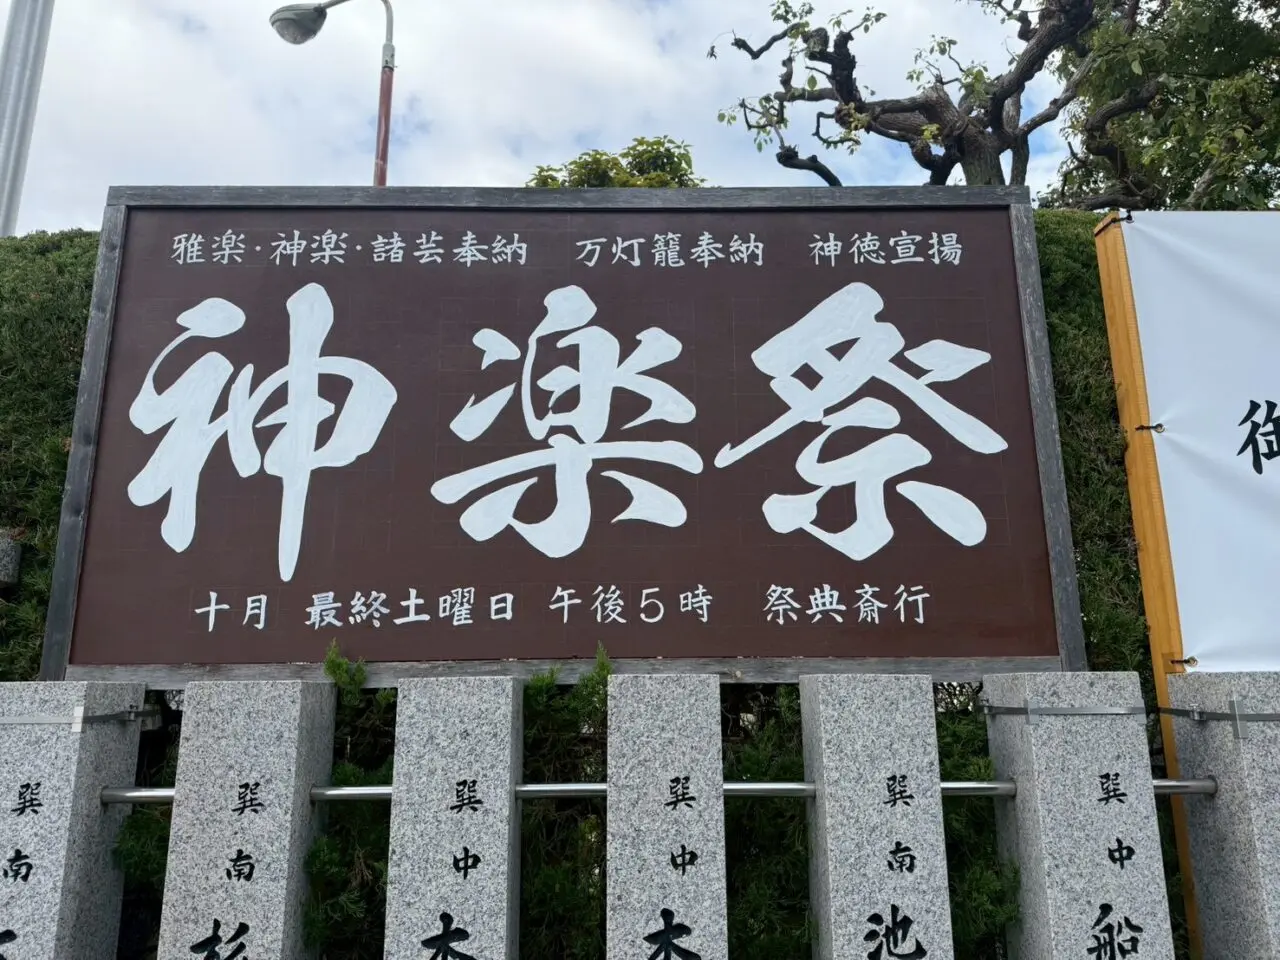 雅楽・神楽・諸芸奉納　万灯籠奉納　神徳宣揚
神楽祭
十月　最終土曜日　午後5時　祭典斎行
御
巽南
巽南杉
巽中木
巽中木
巽南池
巽中船